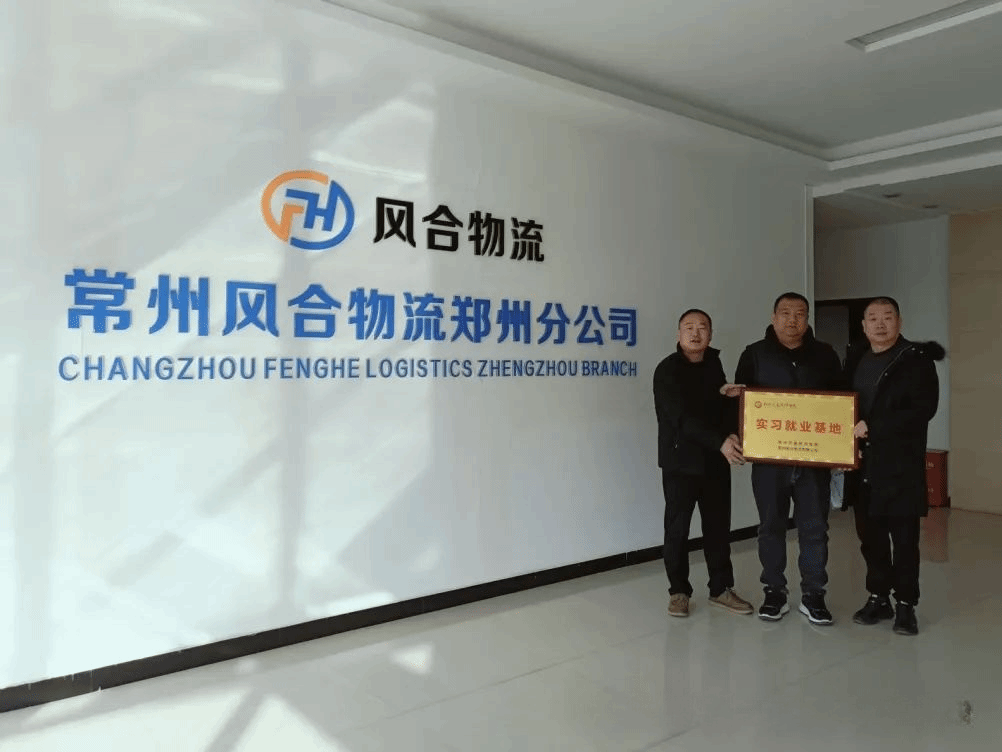 FH
风合物流
常州风合物流郑州分公司
CHANGZHOU FENGHE LOGISTICS ZHENGZHOU BRANCH
实习就业基地